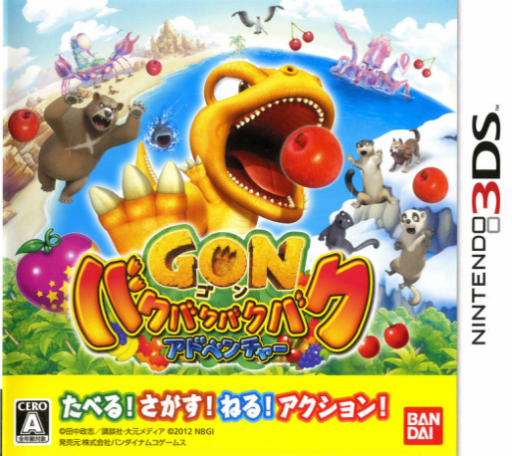 NINTENDO 3DS™
GON
ゴン
バクバクバクバク
アドベンチャー
たべる！さがす！ねる！アクション！
CERO
A
全年齢対象
©田中政志／講談社・大元メディア ©2012 NBGI
発売元:株式会社バンダイナムコゲームス
BAN
DAI